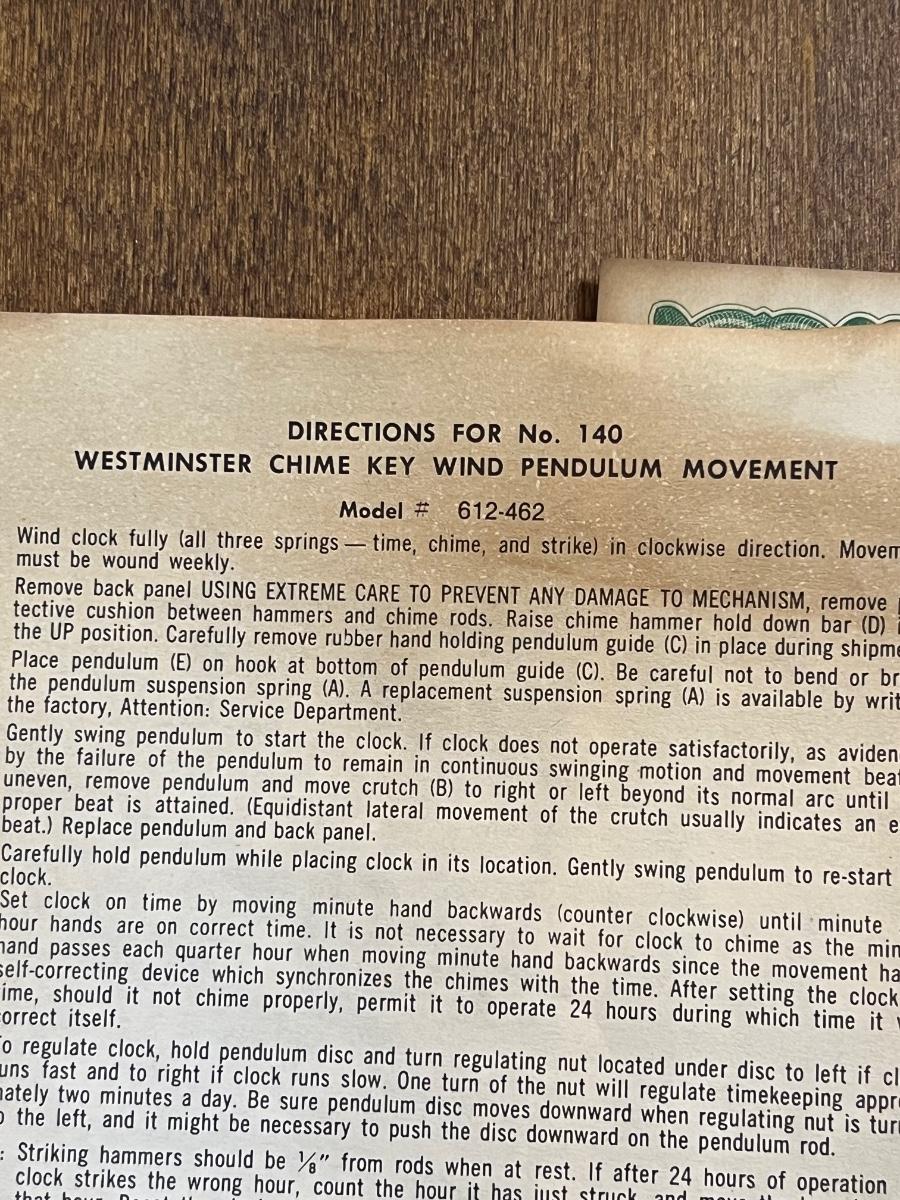 DIRECTIONS FOR No. 140
WESTMINSTER CHIME KEY WIND PENDULUM MOVEMENT
Model # 612-462
Wind clock fully (all three springs — time, chime, and strike) in clockwise direction. Movem
must be wound weekly.
Remove back panel USING EXTREME CARE TO PREVENT ANY DAMAGE TO MECHANISM, remove
tective cushion between hammers and chime rods. Raise chime hammer hold down bar (D)
the UP position. Carefully remove rubber hand holding pendulum guide (C) in place during shipme
Place pendulum (E) on hook at bottom of pendulum guide (C). Be careful not to bend or br
the pendulum suspension spring (A). A replacement suspension spring (A) is available by writ
the factory, Attention: Service Department.
Gently swing pendulum to start the clock. If clock does not operate satisfactorily, as eviden
by the failure of the pendulum to remain in continuous swinging motion and movement beat
uneven, remove pendulum and move crutch (B) to right or left beyond its normal arc until
proper beat is attained. (Equidistant lateral movement of the crutch usually indicates an e
beat.) Replace pendulum and back panel.
Carefully hold pendulum while placing clock in its location. Gently swing pendulum to re-start
clock.
Set clock on time by moving minute hand backwards (counter clockwise) until minute
hour hands are on correct time. It is not necessary to wait for clock to chime as the min
hand passes each quarter hour when moving minute hand backwards since the movement ha
self-correcting device which synchronizes the chimes with the time. After setting the clock
ime, should it not chime properly, permit it to operate 24 hours during which time it w
orrect itself.
o regulate clock, hold pendulum disc and turn regulating nut located under disc to left if cl
uns fast and to right if clock runs slow. One turn of the nut will regulate timekeeping appro
nately two minutes a day. Be sure pendulum disc moves downward when regulating nut is turn
o the left, and it might be necessary to push the disc downward on the pendulum rod.
: Striking hammers should be ⅛" from rods when at rest. If after 24 hours of operation
clock strikes the wrong hour, count the hour it has just struck, and
that hour.